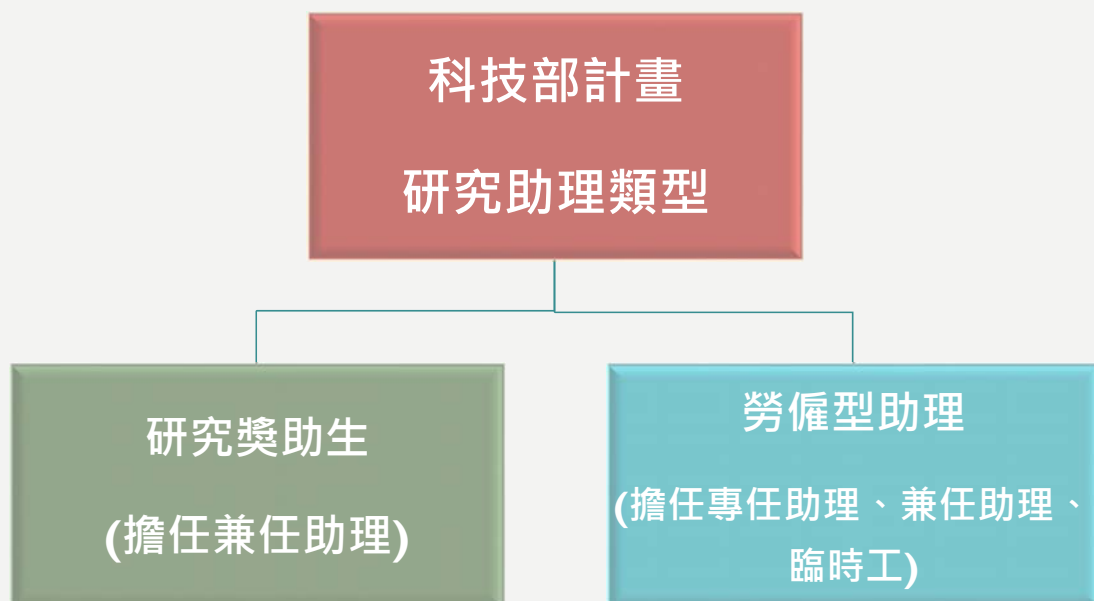 科技部計畫
研究助理類型
研究獎助生
(擔任兼任助理)
勞僱型助理
(擔任專任助理、兼任助理、
臨時工)